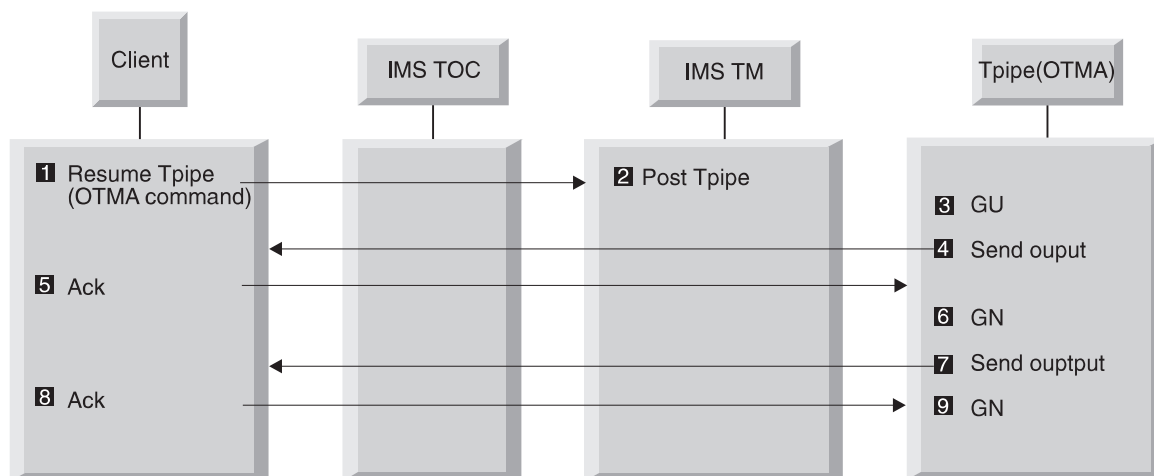 Client
IMS TOC
IMS TM
Tpipe(OTMA)
1 Resume Tpipe
(OTMA command)
2 Post Tpipe
3 GU
4 Send ouput
5 Ack
6 GN
7 Send ouptput
8 Ack
9 GN